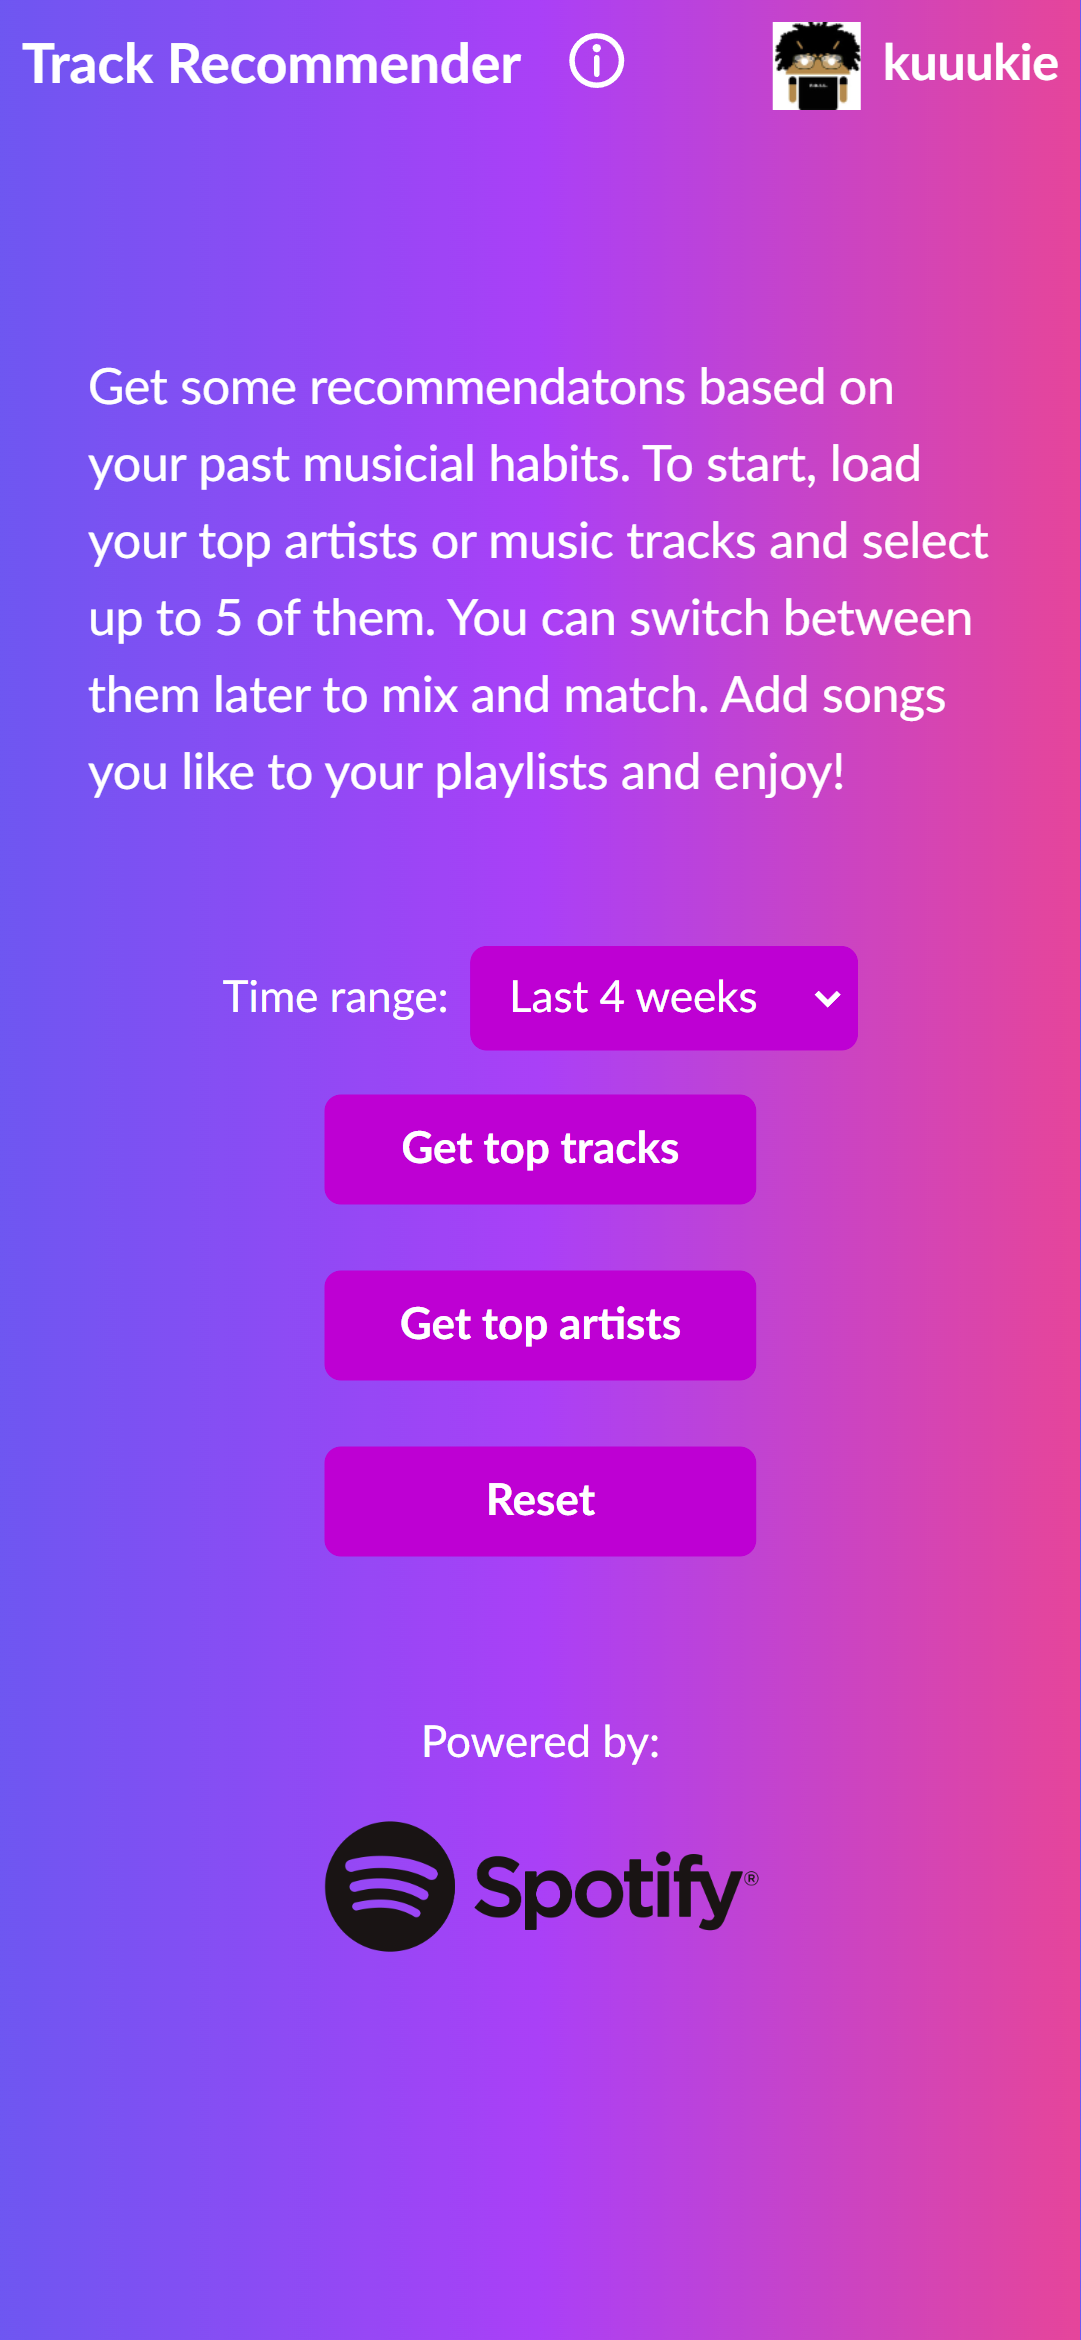 Track Recommender
kuuukie
Get some recommendatons based on
your past musicial habits. To start, load
your top artists or music tracks and select
up to 5 of them. You can switch between
them later to mix and match. Add songs
you like to your playlists and enjoy!
Time range: Last 4 weeks
Get top tracks
Get top artists
Reset
Powered by:
Spotify®